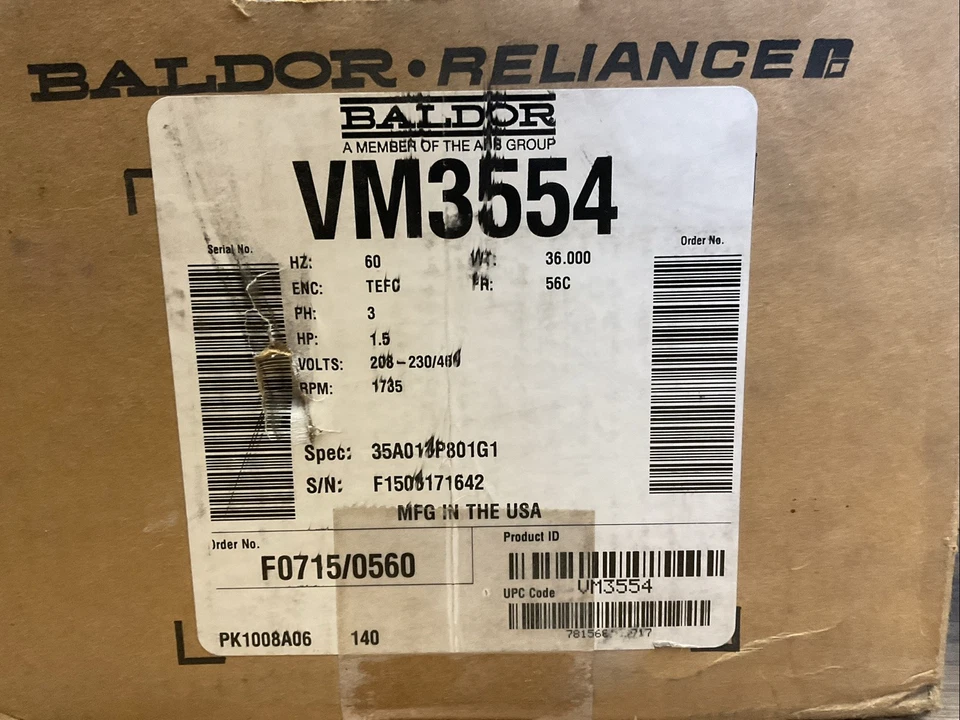 BALDOR • RELIANCE
BALDOR
A MEMBER OF THE ABB GROUP
VM3554
Serial No.
Order No.
HZ: 60 WT: 36.000
ENC: TEFC FR: 56C
PH: 3
HP: 1.5
VOLTS: 208-230/460
RPM: 1735
Spec:
S/N:
MFG IN THE USA
Order No.
F0715/0560
Product ID
VM3554
UPC Code
PK1008A06 140